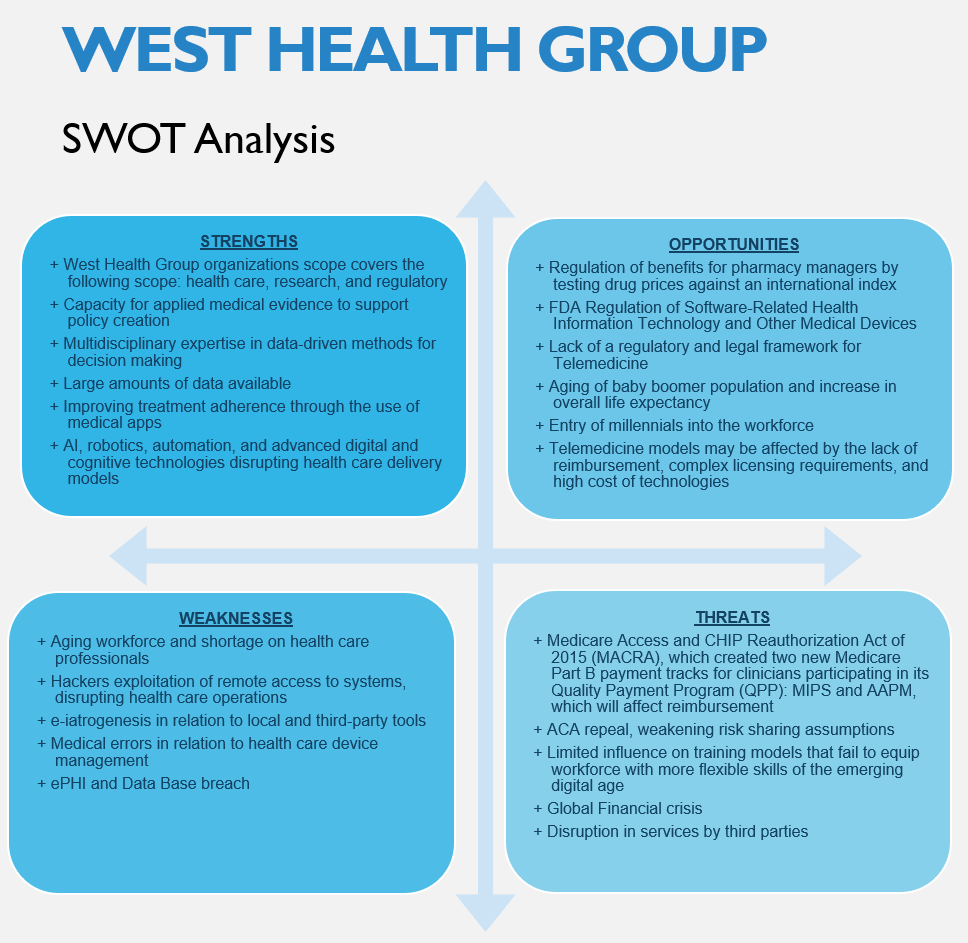 WEST HEALTH GROUP
SWOT Analysis
STRENGTHS
+ West Health Group organizations scope covers the
following scope: health care, research, and regulatory
+ Capacity for applied medical evidence to support
policy creation
+ Multidisciplinary expertise in data-driven methods for
decision making
+ Large amounts of data available
+ Improving treatment adherence through the use of
medical apps
+ AI, robotics, automation, and advanced digital and
cognitive technologies disrupting health care delivery
models
OPPORTUNITIES
+ Regulation of benefits for pharmacy managers by
testing drug prices against an international index
+ FDA Regulation of Software-Related Health
Information Technology and Other Medical Devices
+ Lack of a regulatory and legal framework for
Telemedicine
+ Aging of baby boomer population and increase in
overall life expectancy
+ Entry of millennials into the workforce
+ Telemedicine models may be affected by the lack of
reimbursement, complex licensing requirements, and
high cost of technologies
WEAKNESSES
+ Aging workforce and shortage on health care
professionals
+ Hackers exploitation of remote access to systems,
disrupting health care operations
+ e-iatrogenesis in relation to local and third-party tools
+ Medical errors in relation to health care device
management
+ ePHI and Data Base breach
THREATS
+ Medicare Access and CHIP Reauthorization Act of
2015 (MACRA), which created two new Medicare
Part B payment tracks for clinicians participating in its
Quality Payment Program (QPP): MIPS and AAPM,
which will affect reimbursement
+ ACA repeal, weakening risk sharing assumptions
+ Limited influence on training models that fail to equip
workforce with more flexible skills of the emerging
digital age
+ Global Financial crisis
+ Disruption in services by third parties